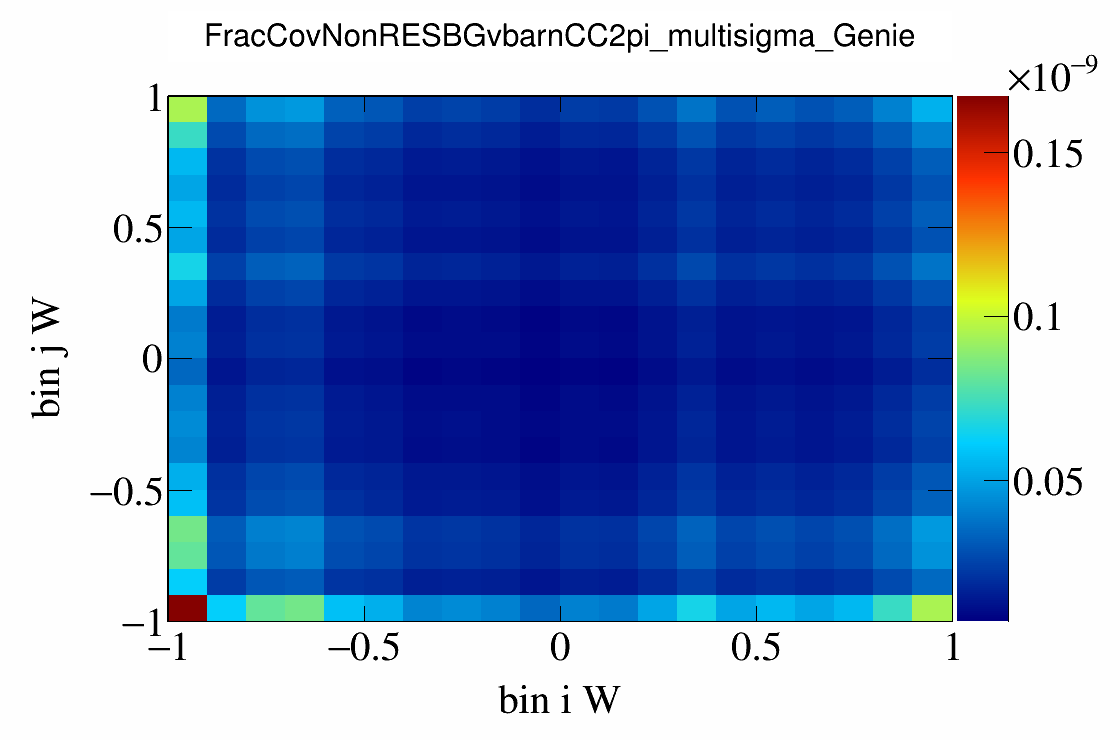 FracCovNonRESBGvbarnCC2pi_multisigma_Genie
×10⁻⁹
1
0.5
0
−0.5
−1
bin j W
0.15
0.1
0.05
−1 −0.5 0 0.5 1
bin i W